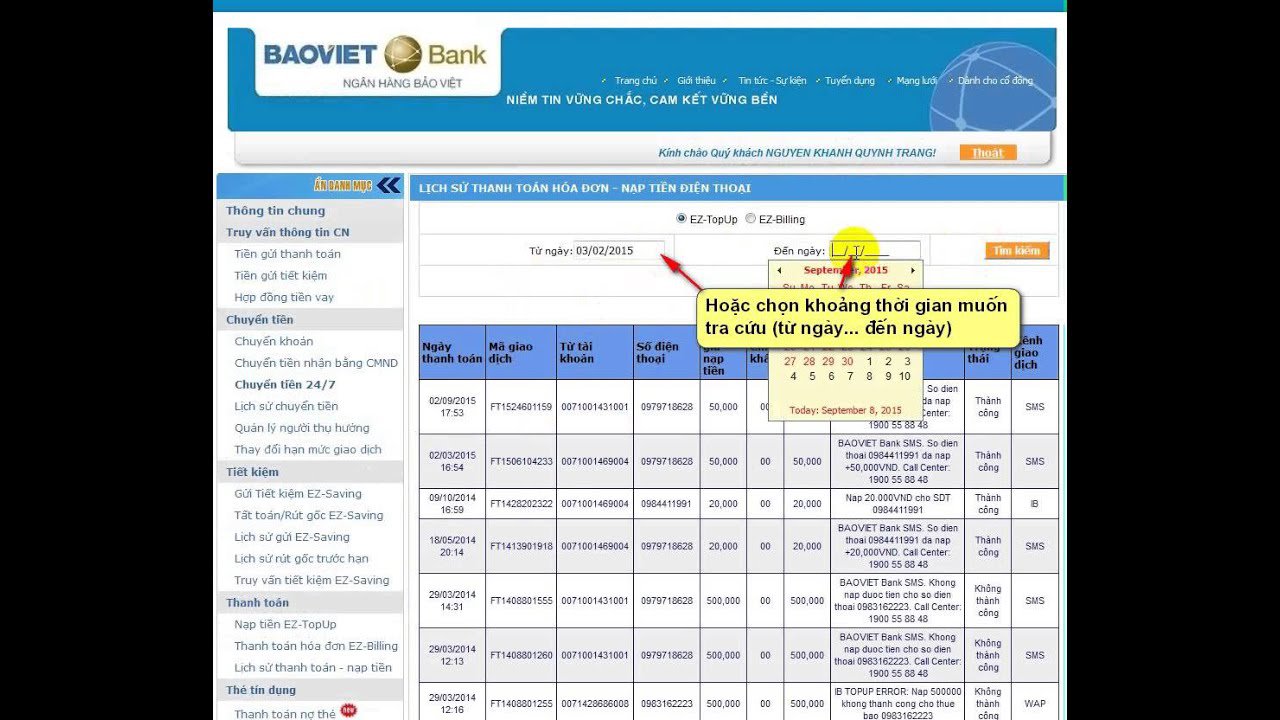 BAOVIET Bank
NGÂN HÀNG BẢO VIỆT
Trang chủ Giới thiệu Tin tức - Sự kiện Tuyển dụng Mạng lưới Dành cho cổ đông
NIỀM TIN VỮNG CHẮC, CAM KẾT VỮNG BỀN
Kính chào Quý khách NGUYEN KHANH QUYNH TRANG! Thoát
ẨN DANH MỤC
Thông tin chung
Truy vấn thông tin CN
Tiền gửi thanh toán
Tiền gửi tiết kiệm
Hợp đồng tiền vay
Chuyển tiền
Chuyển khoản
Chuyển tiền nhận bằng CMND
Chuyển tiền 24/7
Lịch sử chuyển tiền
Quản lý người thụ hưởng
Thay đổi hạn mức giao dịch
Tiết kiệm
Gửi Tiết kiệm EZ-Saving
Tất toán/Rút gốc EZ-Saving
Lịch sử gửi EZ-Saving
Lịch sử rút gốc trước hạn
Truy vấn tiết kiệm EZ-Saving
Thanh toán
Nạp tiền EZ-TopUp
Thanh toán hóa đơn EZ-Billing
Lịch sử thanh toán - nạp tiền
Thẻ tín dụng
Thanh toán nợ thẻ new
LỊCH SỬ THANH TOÁN HÓA ĐƠN - NẠP TIỀN ĐIỆN THOẠI
EZ-TopUp EZ-Billing
Từ ngày: 03/02/2015 Đến ngày: __/__/____ Tìm kiếm
September, 2015
Su Mo Tu We Th Fr Sa
Hoặc chọn khoảng thời gian muốn
tra cứu (từ ngày... đến ngày)
27 28 29 30 1 2 3
4 5 6 7 8 9 10
Today: September 8, 2015
Ngày
thanh toán
Mã giao
dịch
Từ tài
khoản
Số điện
thoại
nạp
tiền
thái
giao
dịch
02/09/2015
17:53
FT1524601159 0071001431001 0979718628 50,000
So dien
da nap
Center:
1900 55 88 48
Thành
công
SMS
02/03/2015
16:54
FT1506104233 0071001469004 0979718628 50,000 00 50,000
BAOVIET Bank SMS. So dien
thoai 0984411991 da nap
+50,000VND. Call Center:
1900 55 88 48
Thành
công
SMS
09/10/2014
16:59
FT1428202322 0071001469004 0984411991 20,000 00 20,000
Nap 20.000VND cho SDT
0984411991
Thành
công
IB
18/05/2014
20:14
FT1413901918 0071001469004 0979718628 20,000 00 20,000
BAOVIET Bank SMS. So dien
thoai 0984411991 da nap
+20,000VND. Call Center:
1900 55 88 48
Thành
công
SMS
29/03/2014
14:31
FT1408801555 0071001431001 0979718628 500,000 00 500,000
BAOVIET Bank SMS. Khong
nap duoc tien cho so dien
thoai 0983162223. Call Center:
1900 55 88 48
Không
thành
công
SMS
29/03/2014
12:13
FT1408801260 0071001431001 0979718628 500,000 00 500,000
BAOVIET Bank SMS. Khong
nap duoc tien cho so dien
thoai 0983162223. Call Center:
1900 55 88 48
Không
thành
công
SMS
29/03/2014
12:16
FT1408801255 0071428686008 0983162223 500,000 00 500,000
IB TOPUP ERROR: Nap 500000
khong thanh cong cho thue
bao 0983162223
Không
thành
WAP